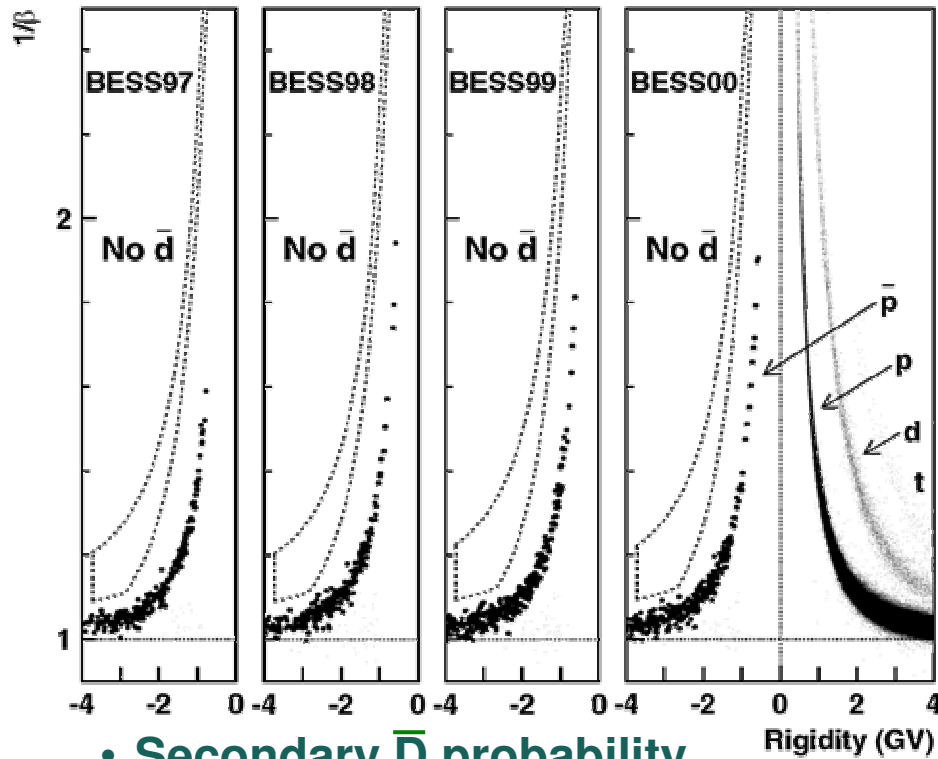 1/β
BESS97 BESS98 BESS99 BESS00
2
No d̄ No d̄ No d̄ No d̄
p̄
p
d
t
1
-4 -2 0 -4 -2 0 -4 -2 0 -4 -2 0 2 4
Rigidity (GV)
• Secondary D̅ probability